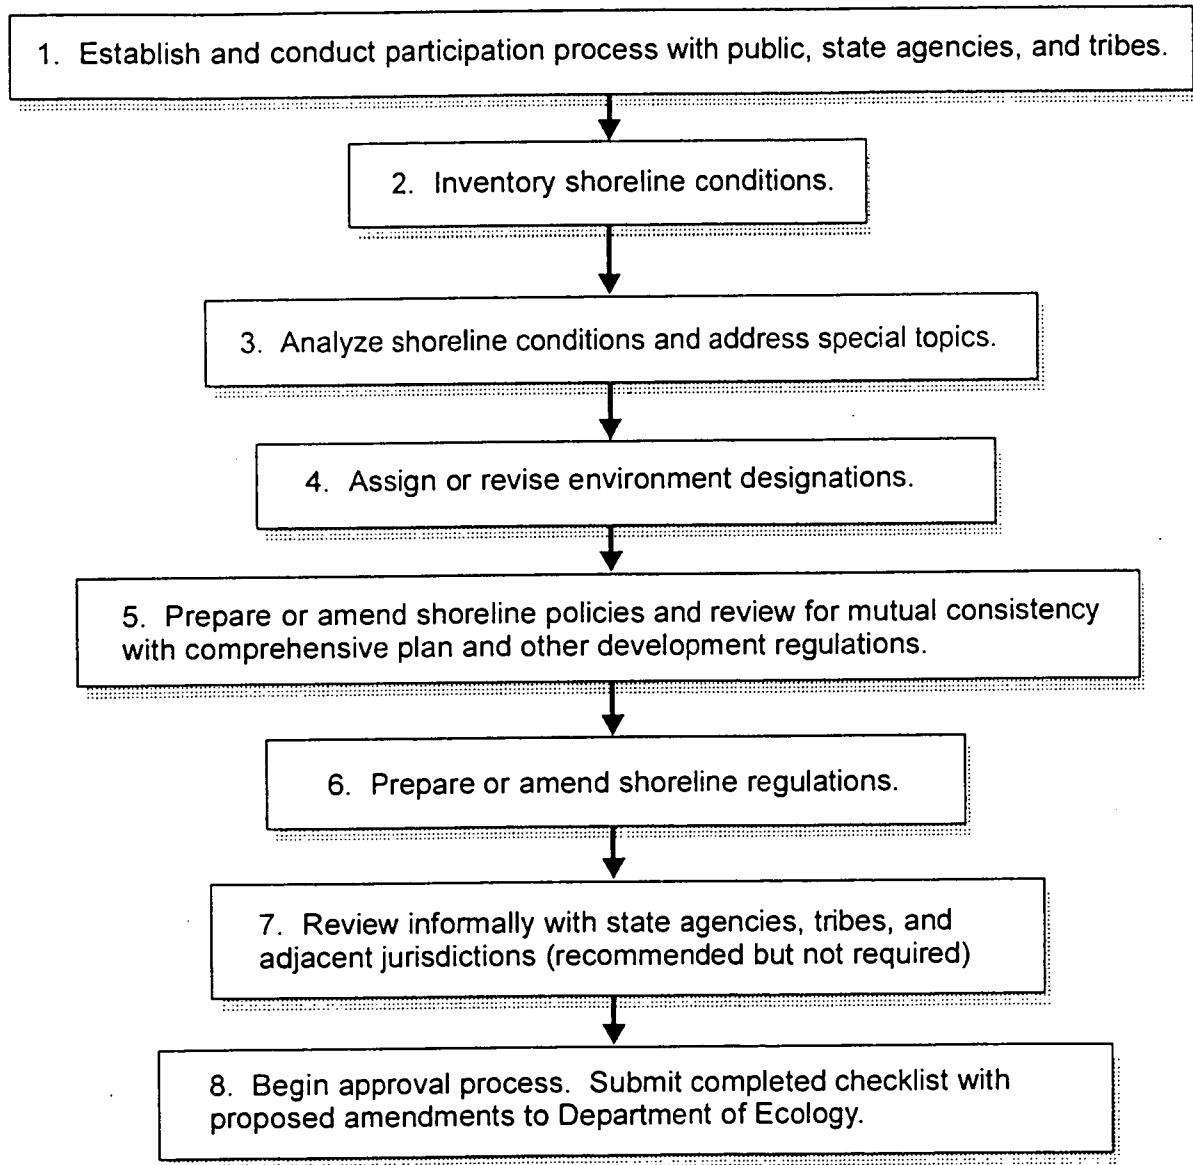 1. Establish and conduct participation process with public, state agencies, and tribes.
2. Inventory shoreline conditions.
3. Analyze shoreline conditions and address special topics.
4. Assign or revise environment designations.
5. Prepare or amend shoreline policies and review for mutual consistency
with comprehensive plan and other development regulations.
6. Prepare or amend shoreline regulations.
7. Review informally with state agencies, tribes, and
adjacent jurisdictions (recommended but not required)
8. Begin approval process. Submit completed checklist with
proposed amendments to Department of Ecology.